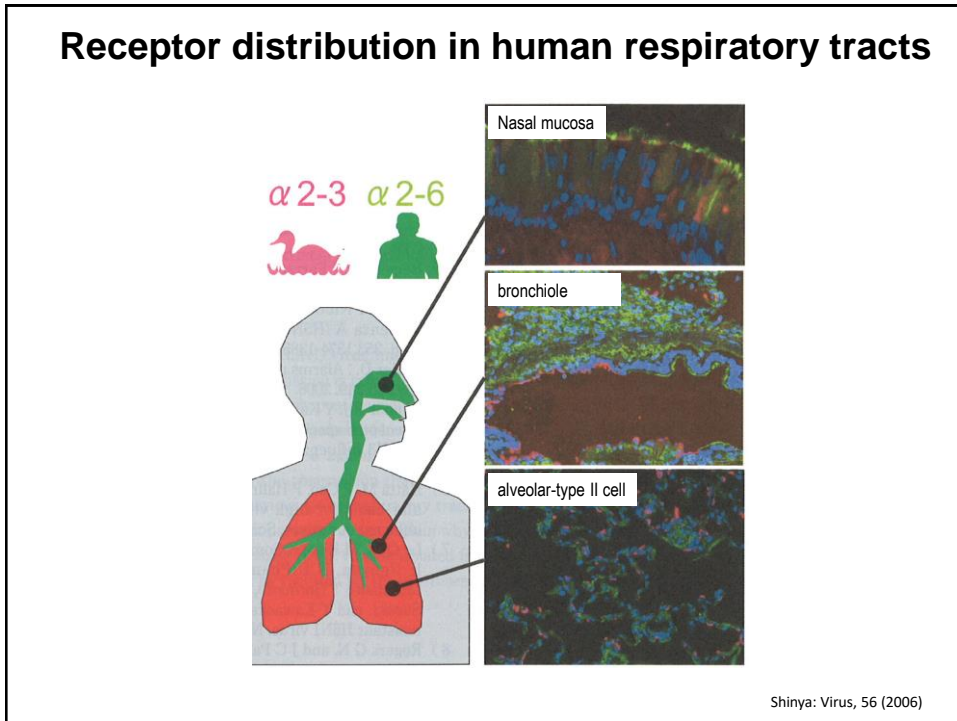 Receptor distribution in human respiratory tracts
Nasal mucosa
α2-3 α2-6
bronchiole
alveolar-type II cell
Shinya: Virus, 56 (2006)